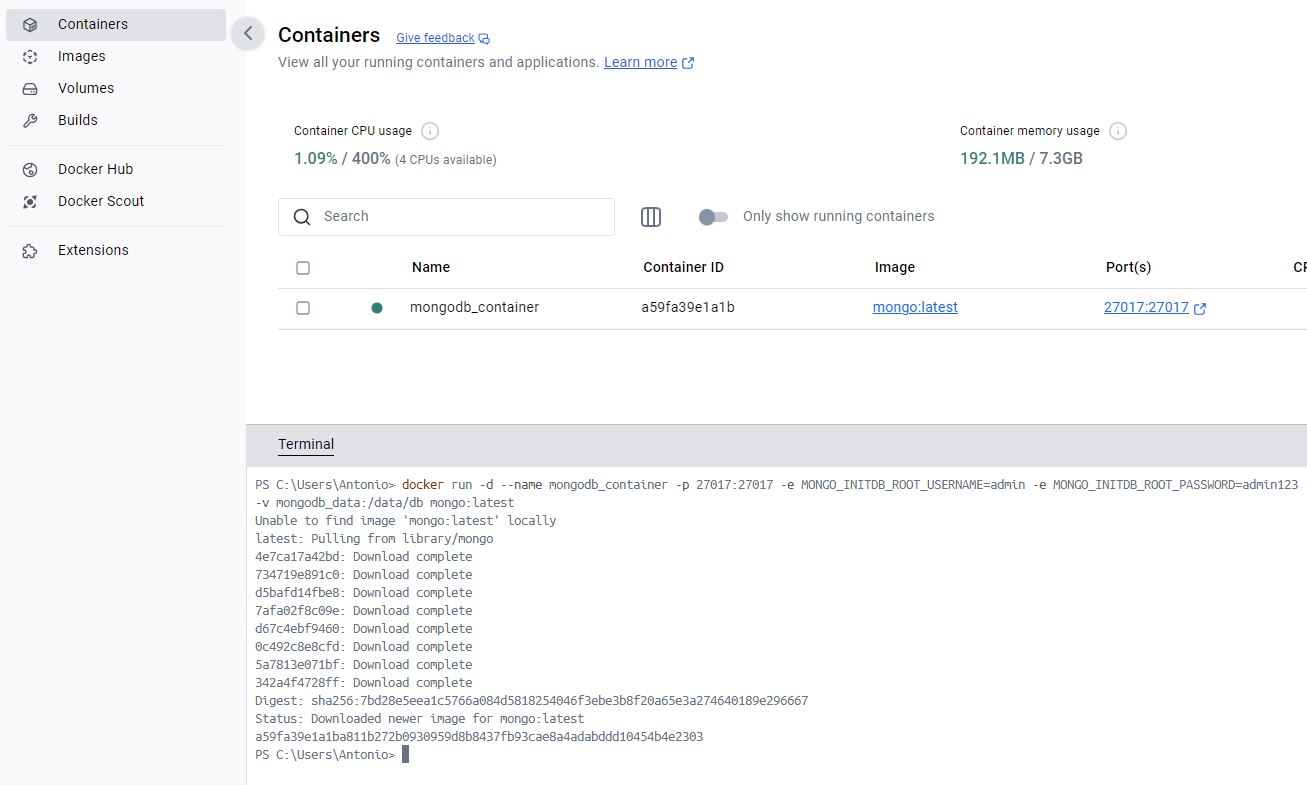 Containers
Images
Volumes
Builds
Docker Hub
Docker Scout
Extensions
Containers Give feedback
View all your running containers and applications. Learn more
Container CPU usage
1.09% / 400% (4 CPUs available)
Container memory usage
192.1MB / 7.3GB
Search
Only show running containers
Name Container ID Image Port(s) CP
mongodb_container a59fa39e1a1b mongo:latest 27017:27017
Terminal
PS C:\Users\Antonio> docker run -d --name mongodb_container -p 27017:27017 -e MONGO_INITDB_ROOT_USERNAME=admin -e MONGO_INITDB_ROOT_PASSWORD=admin123
-v mongodb_data:/data/db mongo:latest
Unable to find image 'mongo:latest' locally
latest: Pulling from library/mongo
4e7ca17a42bd: Download complete
734719e891c0: Download complete
d5bafd14fbe8: Download complete
7afa02f8c09e: Download complete
d67c4ebf9460: Download complete
0c492c8e8cfd: Download complete
5a7813e071bf: Download complete
342a4f4728ff: Download complete
Digest: sha256:7bd28e5eea1c5766a084d5818254046f3ebe3b8f20a65e3a274640189e296667
Status: Downloaded newer image for mongo:latest
a59fa39e1a1ba811b272b0930959d8b8437fb93cae8a4adabddd10454b4e2303
PS C:\Users\Antonio>